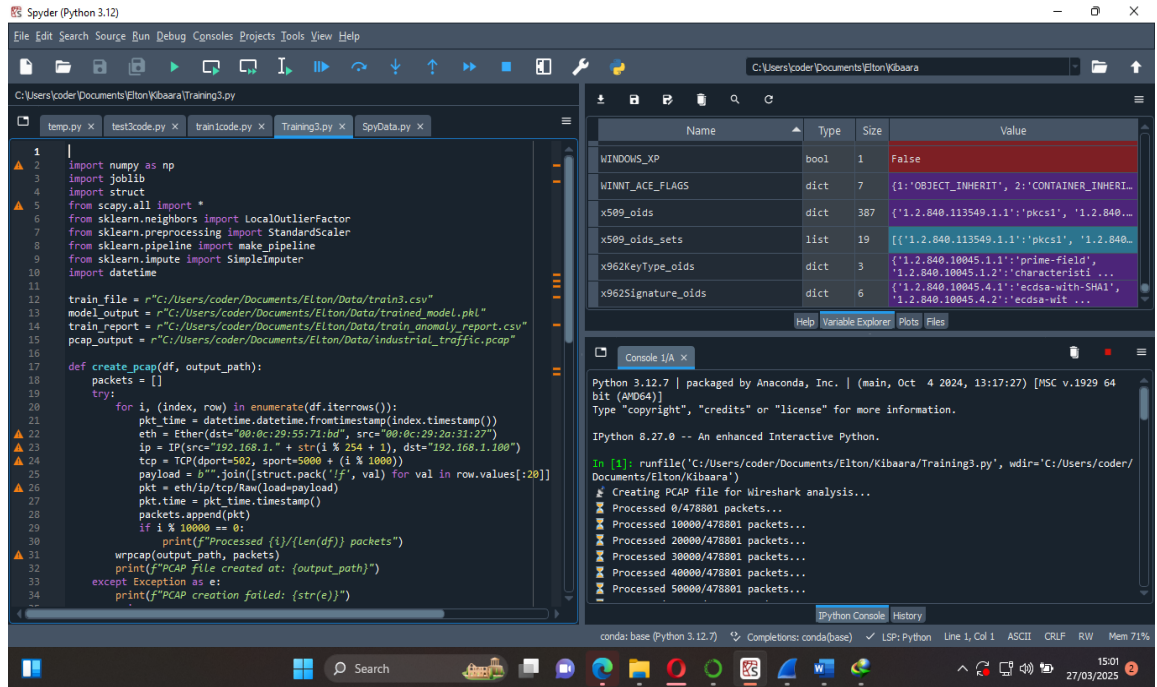 Spyder (Python 3.12)
File Edit Search Source Run Debug Consoles Projects Tools View Help
C:\Users\coder\Documents\Elton\Kibaara
C:\Users\coder\Documents\Elton\Kibaara\Training3.py
temp.py test3code.py train1code.py Training3.py SpyData.py
1
2 import numpy as np
3 import joblib
4 import struct
5 from scapy.all import *
6 from sklearn.neighbors import LocalOutlierFactor
7 from sklearn.preprocessing import StandardScaler
8 from sklearn.pipeline import make_pipeline
9 from sklearn.impute import SimpleImputer
10 import datetime
11
12 train_file = r"C:/Users/coder/Documents/Elton/Data/train3.csv"
13 model_output = r"C:/Users/coder/Documents/Elton/Data/trained_model.pkl"
14 train_report = r"C:/Users/coder/Documents/Elton/Data/train_anomaly_report.csv"
15 pcap_output = r"C:/Users/coder/Documents/Elton/Data/industrial_traffic.pcap"
16
17 def create_pcap(df, output_path):
18 packets = []
19 try:
20 for i, (index, row) in enumerate(df.iterrows()):
21 pkt_time = datetime.datetime.fromtimestamp(index.timestamp())
22 eth = Ether(dst="00:0c:29:55:71:bd", src="00:0c:29:2a:31:27")
23 ip = IP(src="192.168.1." + str(i % 254 + 1), dst="192.168.1.100")
24 tcp = TCP(dport=502, sport=5000 + (i % 1000))
25 payload = b"".join([struct.pack('!f', val) for val in row.values[:20]]
26 pkt = eth/ip/tcp/Raw(load=payload)
27 pkt.time = pkt_time.timestamp()
28 packets.append(pkt)
29 if i % 10000 == 0:
30 print(f"Processed {i}/{len(df)} packets")
31 wrpcap(output_path, packets)
32 print(f"PCAP file created at: {output_path}")
33 except Exception as e:
34 print(f"PCAP creation failed: {str(e)}")
Name Type Size Value
WINDOWS_XP bool 1 False
WINNT_ACE_FLAGS dict 7 {1:'OBJECT_INHERIT', 2:'CONTAINER_INHERI...
x509_oids dict 387 {'1.2.840.113549.1.1':'pkcs1', '1.2.840....
x509_oids_sets list 19 [{'1.2.840.113549.1.1':'pkcs1', '1.2.840...
x962KeyType_oids dict 3 {'1.2.840.10045.1.1':'prime-field',
'1.2.840.10045.1.2':'characteristi ...
x962Signature_oids dict 6 {'1.2.840.10045.4.1':'ecdsa-with-SHA1',
'1.2.840.10045.4.2':'ecdsa-wit ...
Help Variable Explorer Plots Files
Console 1/A
Python 3.12.7 | packaged by Anaconda, Inc. | (main, Oct 4 2024, 13:17:27) [MSC v.1929 64
bit (AMD64)]
Type "copyright", "credits" or "license" for more information.
IPython 8.27.0 -- An enhanced Interactive Python.
In [1]: runfile('C:/Users/coder/Documents/Elton/Kibaara/Training3.py', wdir='C:/Users/coder/
Documents/Elton/Kibaara')
Creating PCAP file for Wireshark analysis...
Processed 0/478801 packets...
Processed 10000/478801 packets...
Processed 20000/478801 packets...
Processed 30000/478801 packets...
Processed 40000/478801 packets...
Processed 50000/478801 packets...
IPython Console History
conda: base (Python 3.12.7) Completions: conda(base) LSP: Python Line 1, Col 1 ASCII CRLF RW Mem 71%
Search
15:01
27/03/2025 2